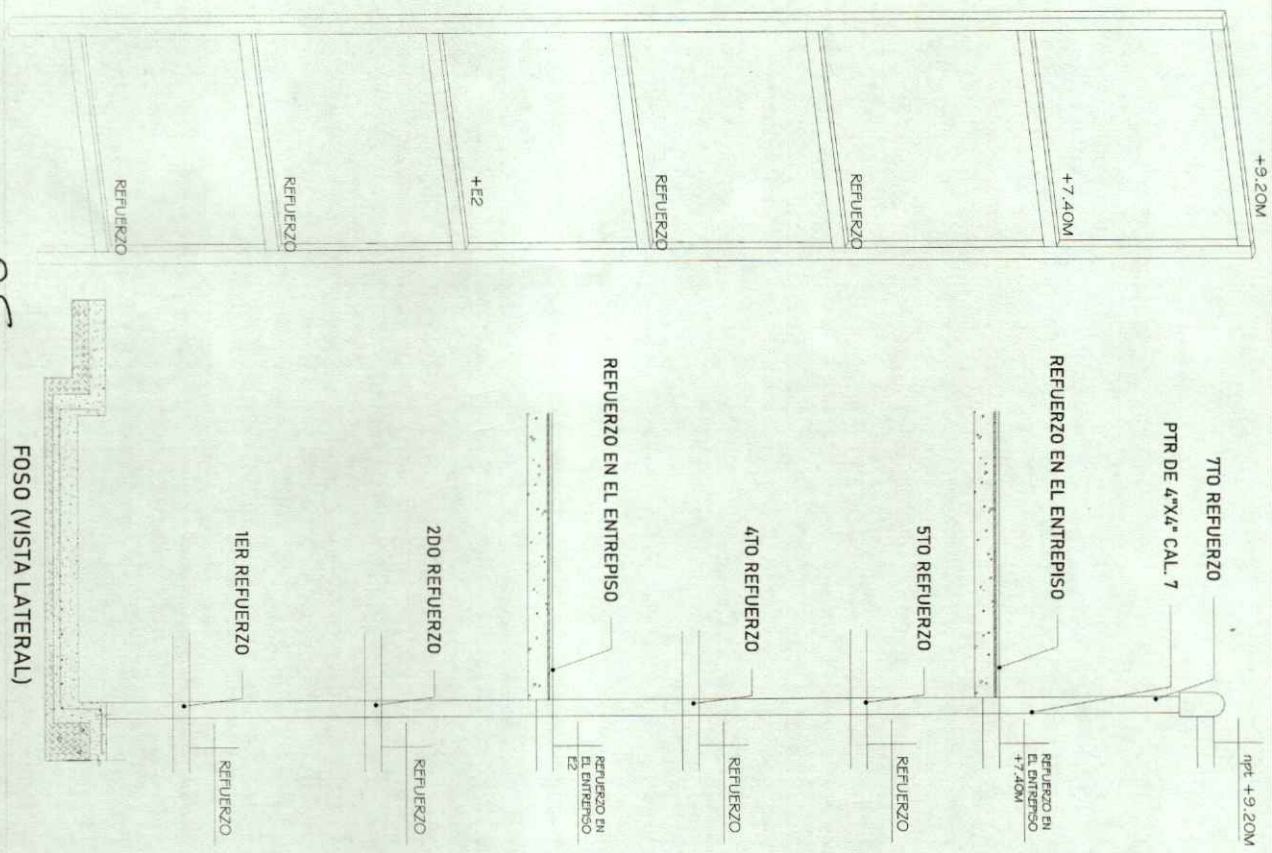 +9.20M
+7.40M
REFUERZO
REFUERZO
+E2
REFUERZO
REFUERZO
7TO REFUERZO
PTR DE 4"X4" CAL. 7
REFUERZO EN EL ENTREPISO
5TO REFUERZO
4TO REFUERZO
REFUERZO EN EL ENTREPISO
2DO REFUERZO
1ER REFUERZO
npt +9.20M
REFUERZO EN
EL ENTREPISO
+7.40M
REFUERZO
REFUERZO
REFUERZO EN
EL ENTREPISO
E2
REFUERZO
REFUERZO
FOSO (VISTA LATERAL)